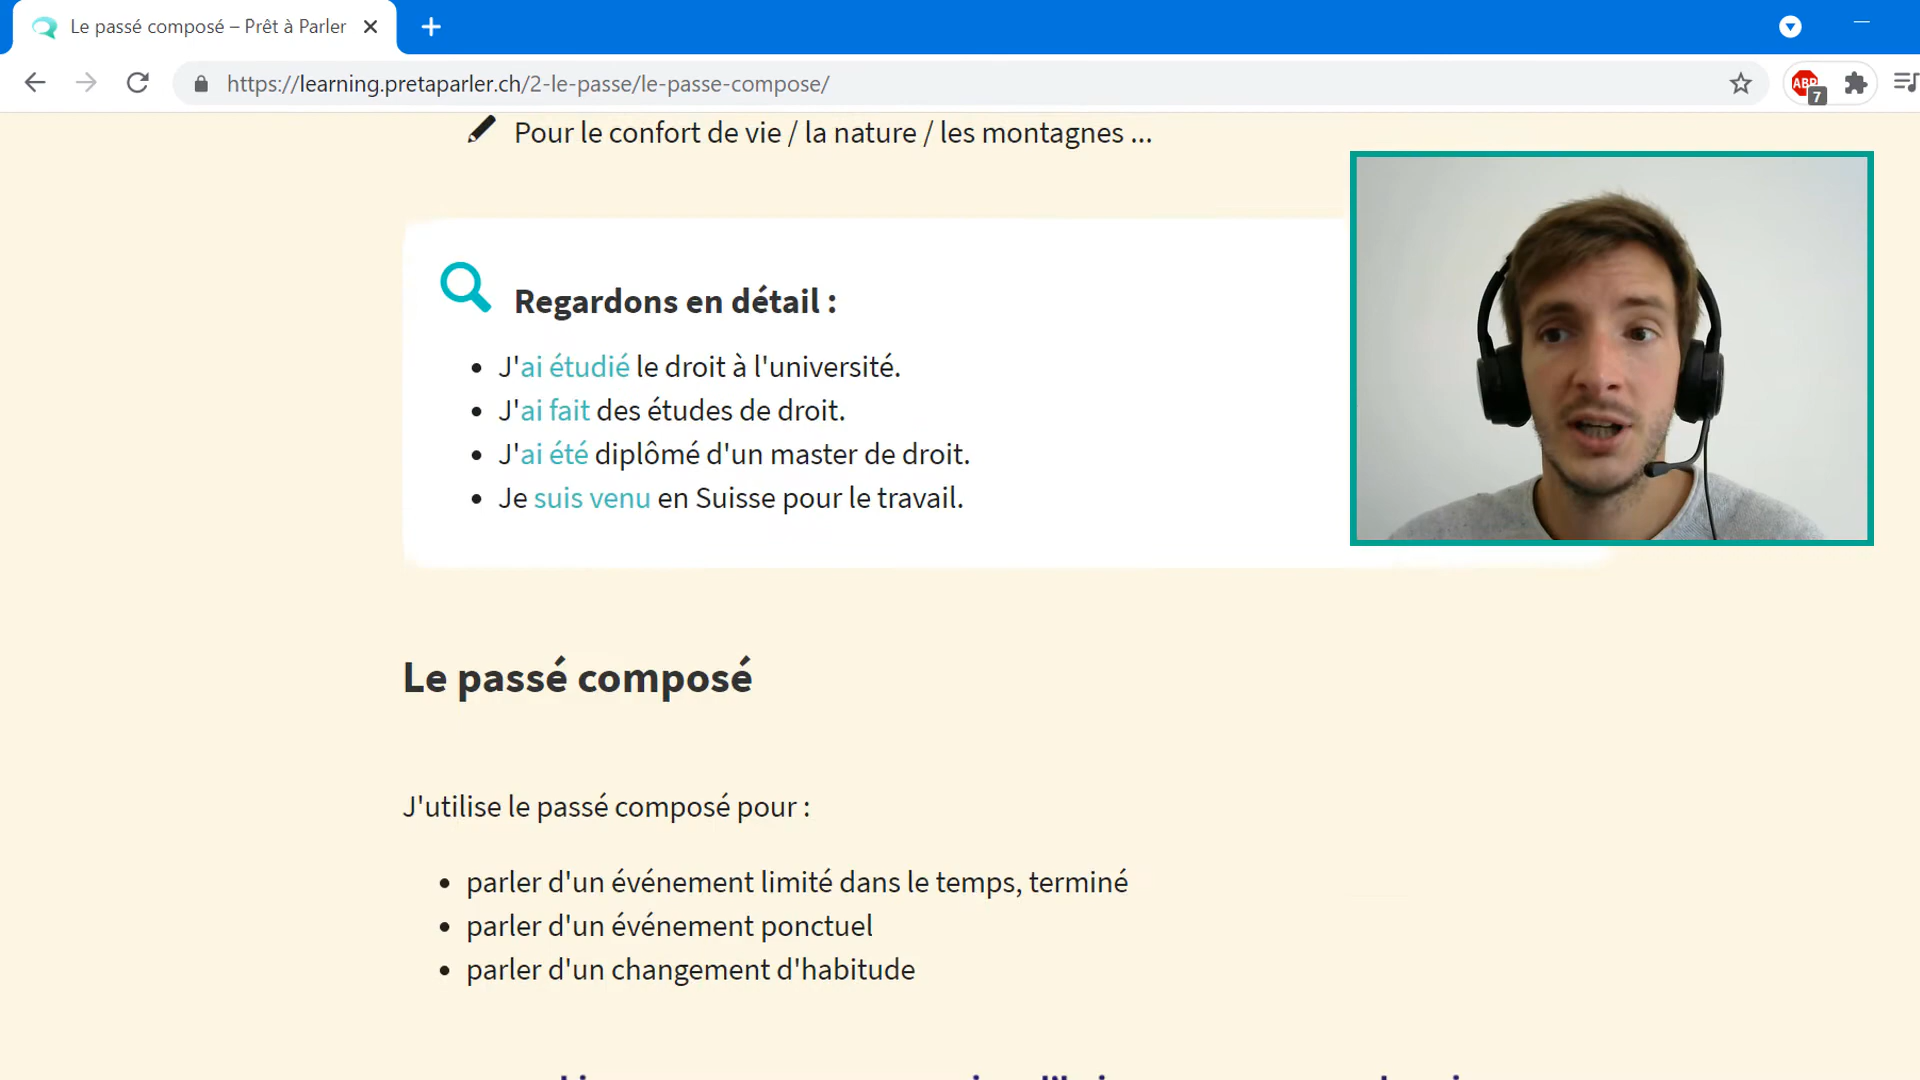 Le passé composé – Prêt à Parler
https://learning.pretaparler.ch/2-le-passe/le-passe-compose/
ABP
7
Pour le confort de vie / la nature / les montagnes ...
Regardons en détail :
• J'ai étudié le droit à l'université.
• J'ai fait des études de droit.
• J'ai été diplômé d'un master de droit.
• Je suis venu en Suisse pour le travail.
Le passé composé
J'utilise le passé composé pour :
• parler d'un événement limité dans le temps, terminé
• parler d'un événement ponctuel
• parler d'un changement d'habitude